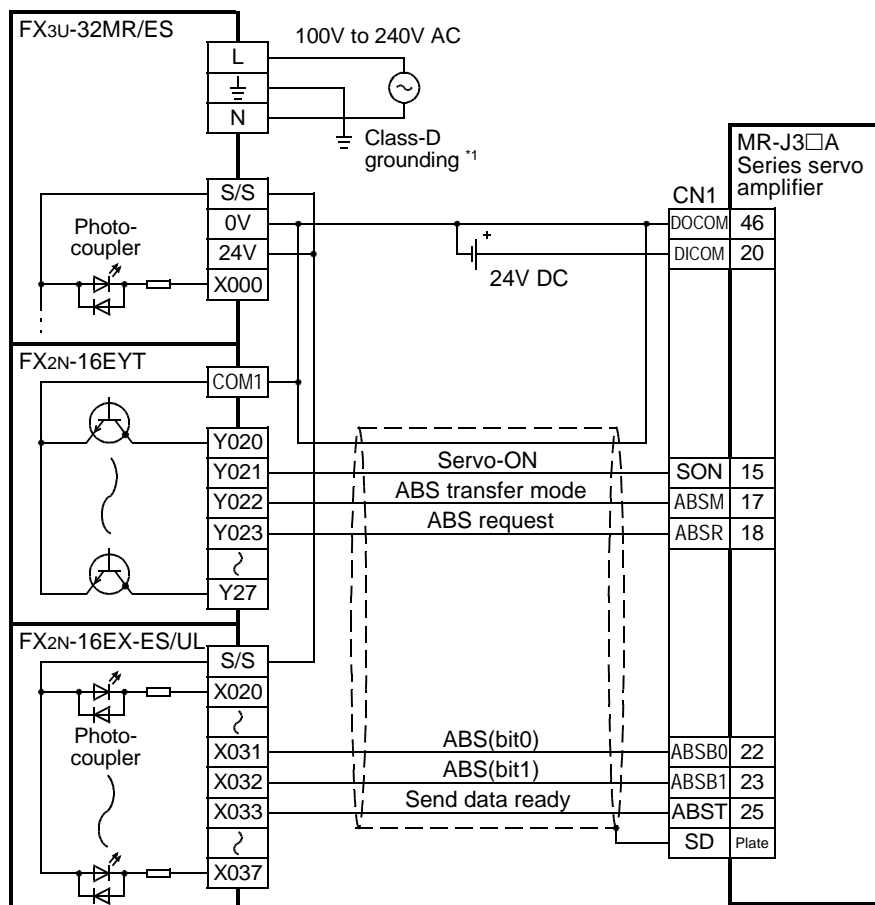 FX3U-32MR/ES
L
N
100V to 240V AC
Class-D
grounding *1
S/S
0V
24V
X000
Photo-
coupler
24V DC
+
MR-J3□A
Series servo
amplifier
CN1
DOCOM 46
DICOM 20
FX2N-16EYT
COM1
Y020
Y021 Servo-ON SON 15
Y022 ABS transfer mode ABSM 17
Y023 ABS request ABSR 18
Y27
FX2N-16EX-ES/UL
S/S
X020
Photo-
coupler
X031 ABS(bit0) ABSB0 22
X032 ABS(bit1) ABSB1 23
X033 Send data ready ABST 25
SD Plate
X037